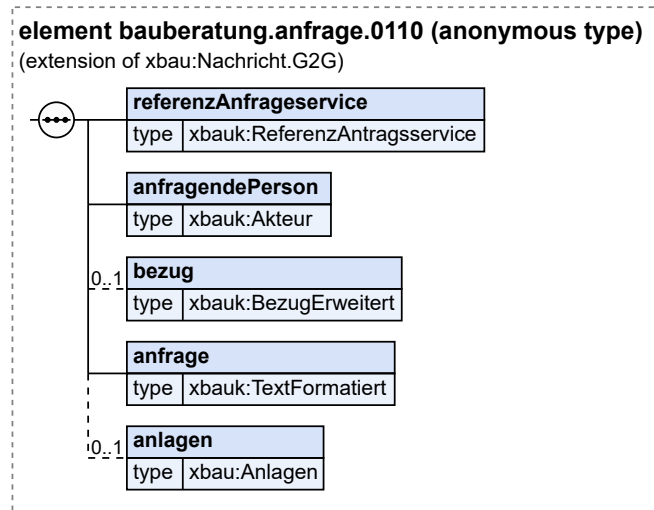 element bauberatung.anfrage.0110 (anonymous type)
(extension of xbau:Nachricht.G2G)
referenzAnfrageservice
type xbauk:ReferenzAntragsservice
anfragendePerson
type xbauk:Akteur
0..1 bezug
type xbauk:BezugErweitert
anfrage
type xbauk:TextFormatiert
0..1 anlagen
type xbau:Anlagen